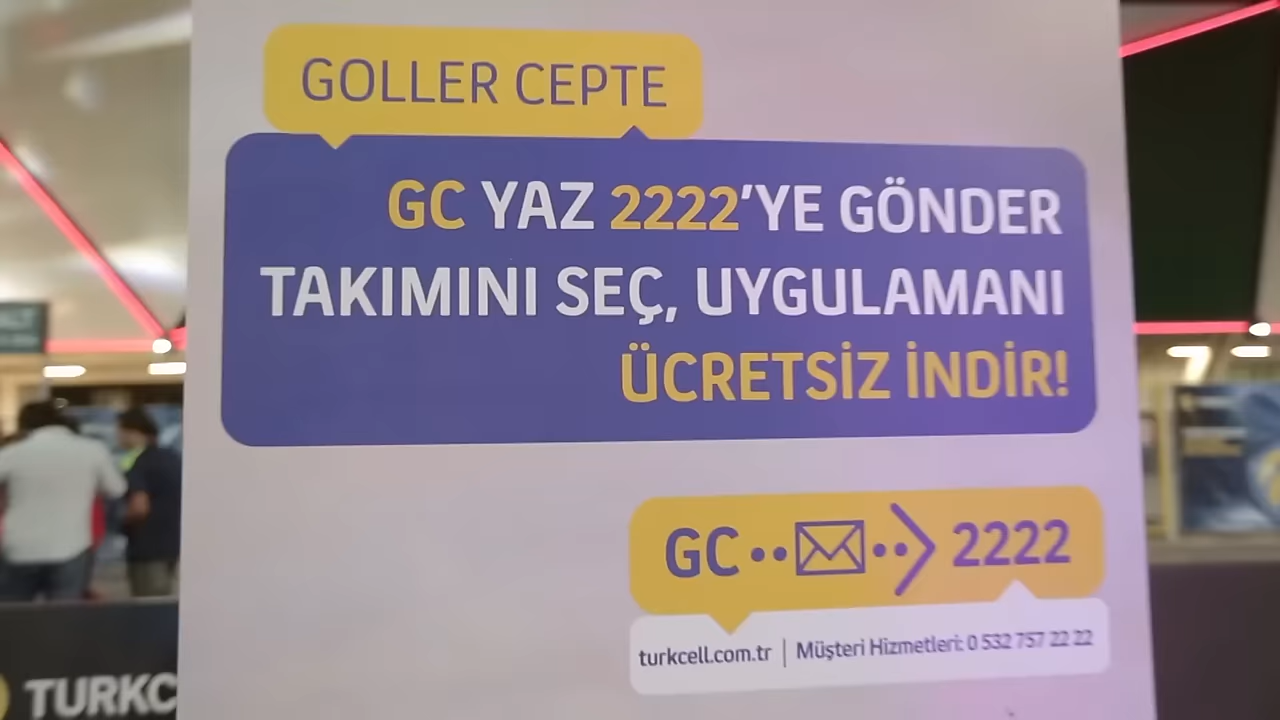 GOLLER CEPTE
GC YAZ 2222'YE GÖNDER
TAKIMINI SEÇ, UYGULAMANI
ÜCRETSİZ İNDİR!
GC 2222
turkcell.com.tr | Müşteri Hizmetleri: 0 532 757 22 22
TURKC